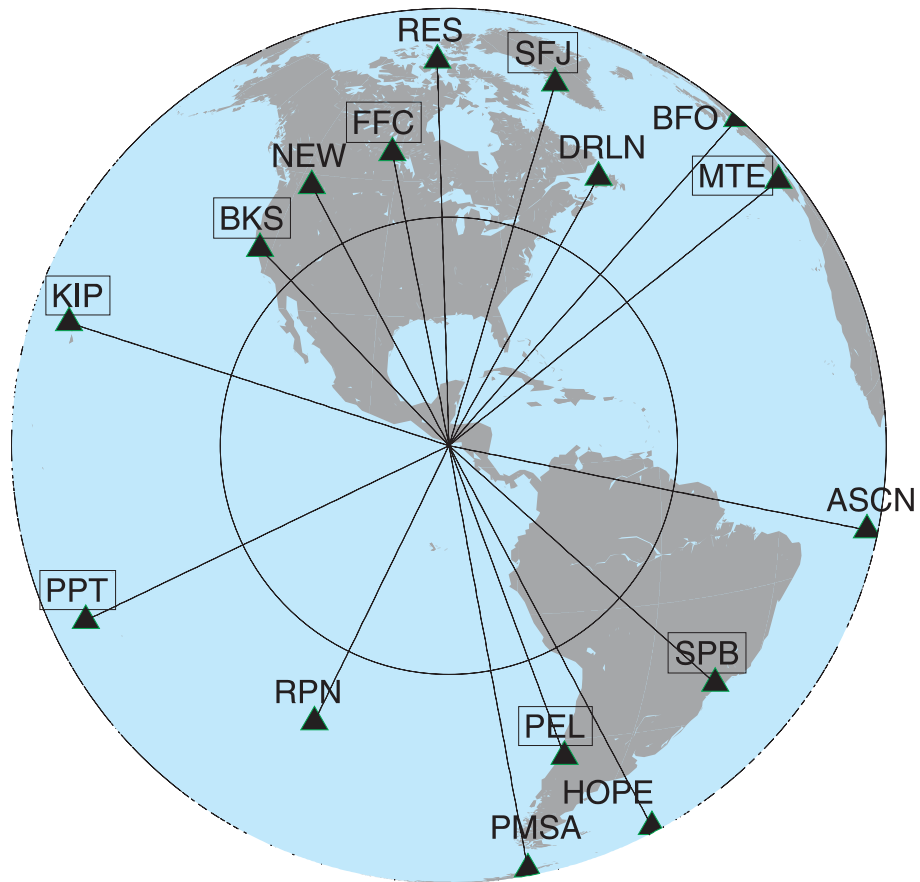 RES
SFJ
FFC
BFO
NEW
DRLN
MTE
BKS
KIP
ASCN
PPT
SPB
RPN
PEL
HOPE
PMSA